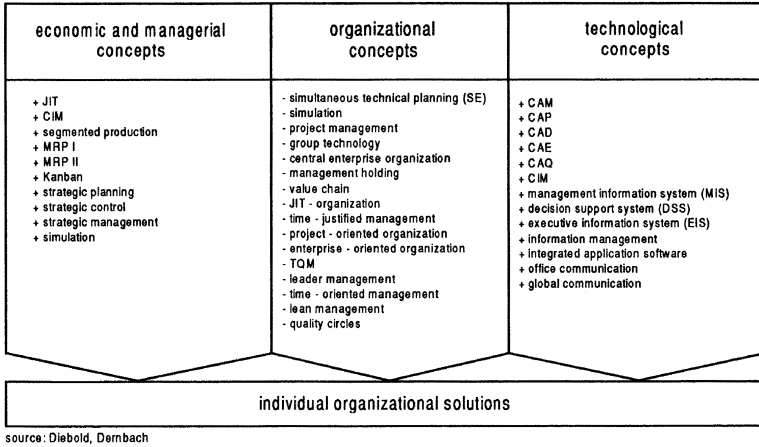 economic and managerial
concepts
+ JIT
+ CIM
+ segmented production
+ MRP I
+ MRP II
+ Kanban
+ strategic planning
+ strategic control
+ strategic management
+ simulation
organizational
concepts
- simultaneous technical planning (SE)
- simulation
- project management
- group technology
- central enterprise organization
- management holding
- value chain
- JIT - organization
- time - justified management
- project - oriented organization
- enterprise - oriented organization
- TQM
- leader management
- time - oriented management
- lean management
- quality circles
technological
concepts
+ CAM
+ CAP
+ CAD
+ CAE
+ CAQ
+ CIM
+ management information system (MIS)
+ decision support system (DSS)
+ executive information system (EIS)
+ information management
+ integrated application software
+ office communication
+ global communication
individual organizational solutions
source: Diebold, Dernbach